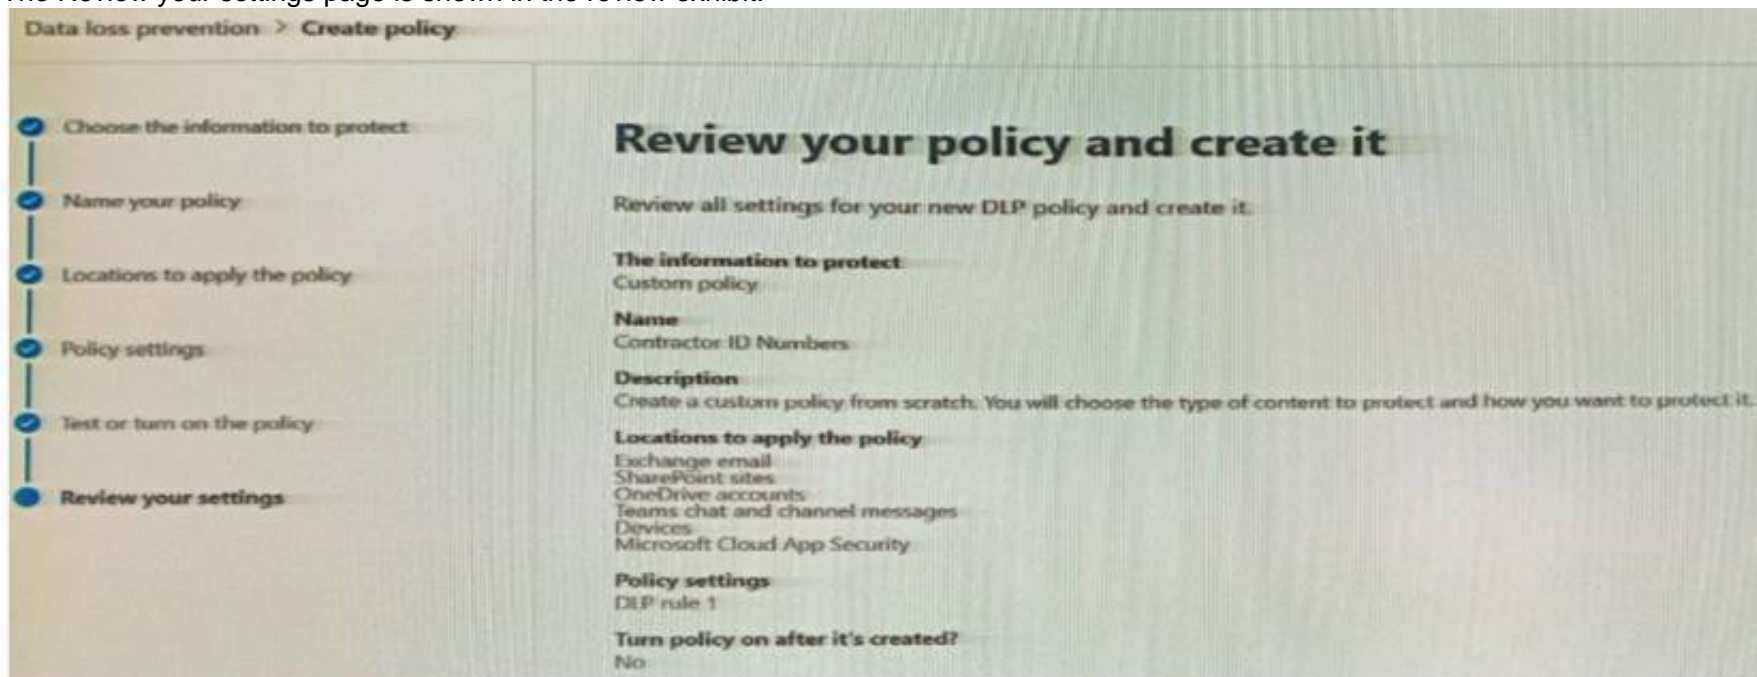 The Review your settings page is shown in the review exhibit.
Data loss prevention > Create policy
Choose the information to protect
Name your policy
Locations to apply the policy
Policy settings
Test or turn on the policy
Review your settings
Review your policy and create it
Review all settings for your new DLP policy and create it.
The information to protect
Custom policy
Name
Contractor ID Numbers
Description
Create a custom policy from scratch. You will choose the type of content to protect and how you want to protect it.
Locations to apply the policy
Exchange email
SharePoint sites
OneDrive accounts
Teams chat and channel messages
Devices
Microsoft Cloud App Security
Policy settings
DLP rule 1
Turn policy on after it's created?
No